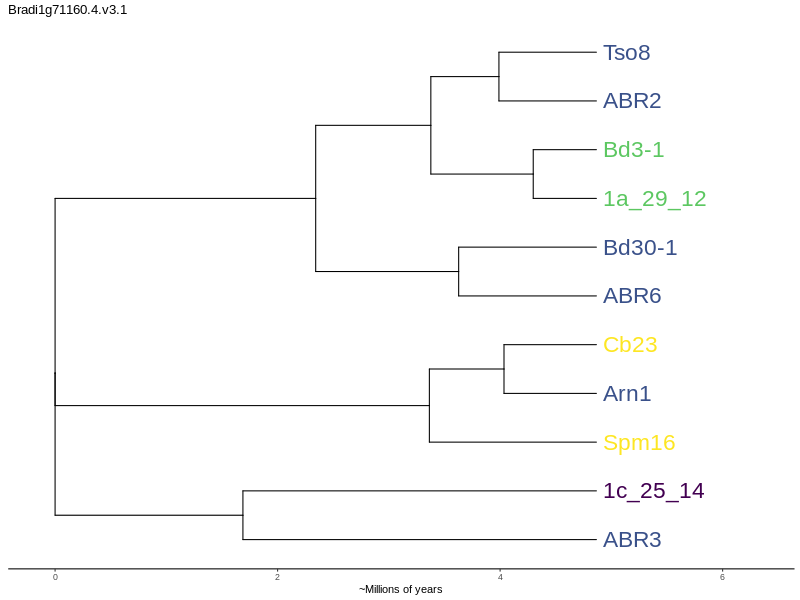 Bradi1g71160.4.v3.1
Tso8
ABR2
Bd3-1
1a_29_12
Bd30-1
ABR6
Cb23
Arn1
Spm16
1c_25_14
ABR3
0 2 4 6
~Millions of years